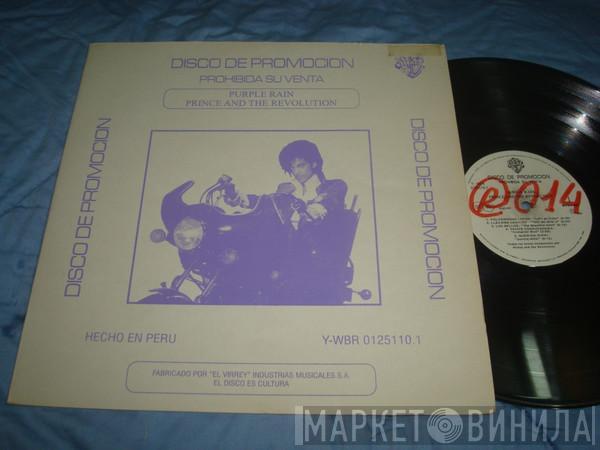 DISCO DE PROMOCION
PROHIBIDA SU VENTA
PURPLE RAIN
PRINCE AND THE REVOLUTION
DISCO DE PROMOCION
DISCO DE PROMOCION
HECHO EN PERU
Y-WBR 0125110.1
FABRICADO POR "EL VIRREY" INDUSTRIAS MUSICALES S.A.
EL DISCO ES CULTURA
DISCO DE PROMOCION
014
МАРКЕТ ВИНИЛА